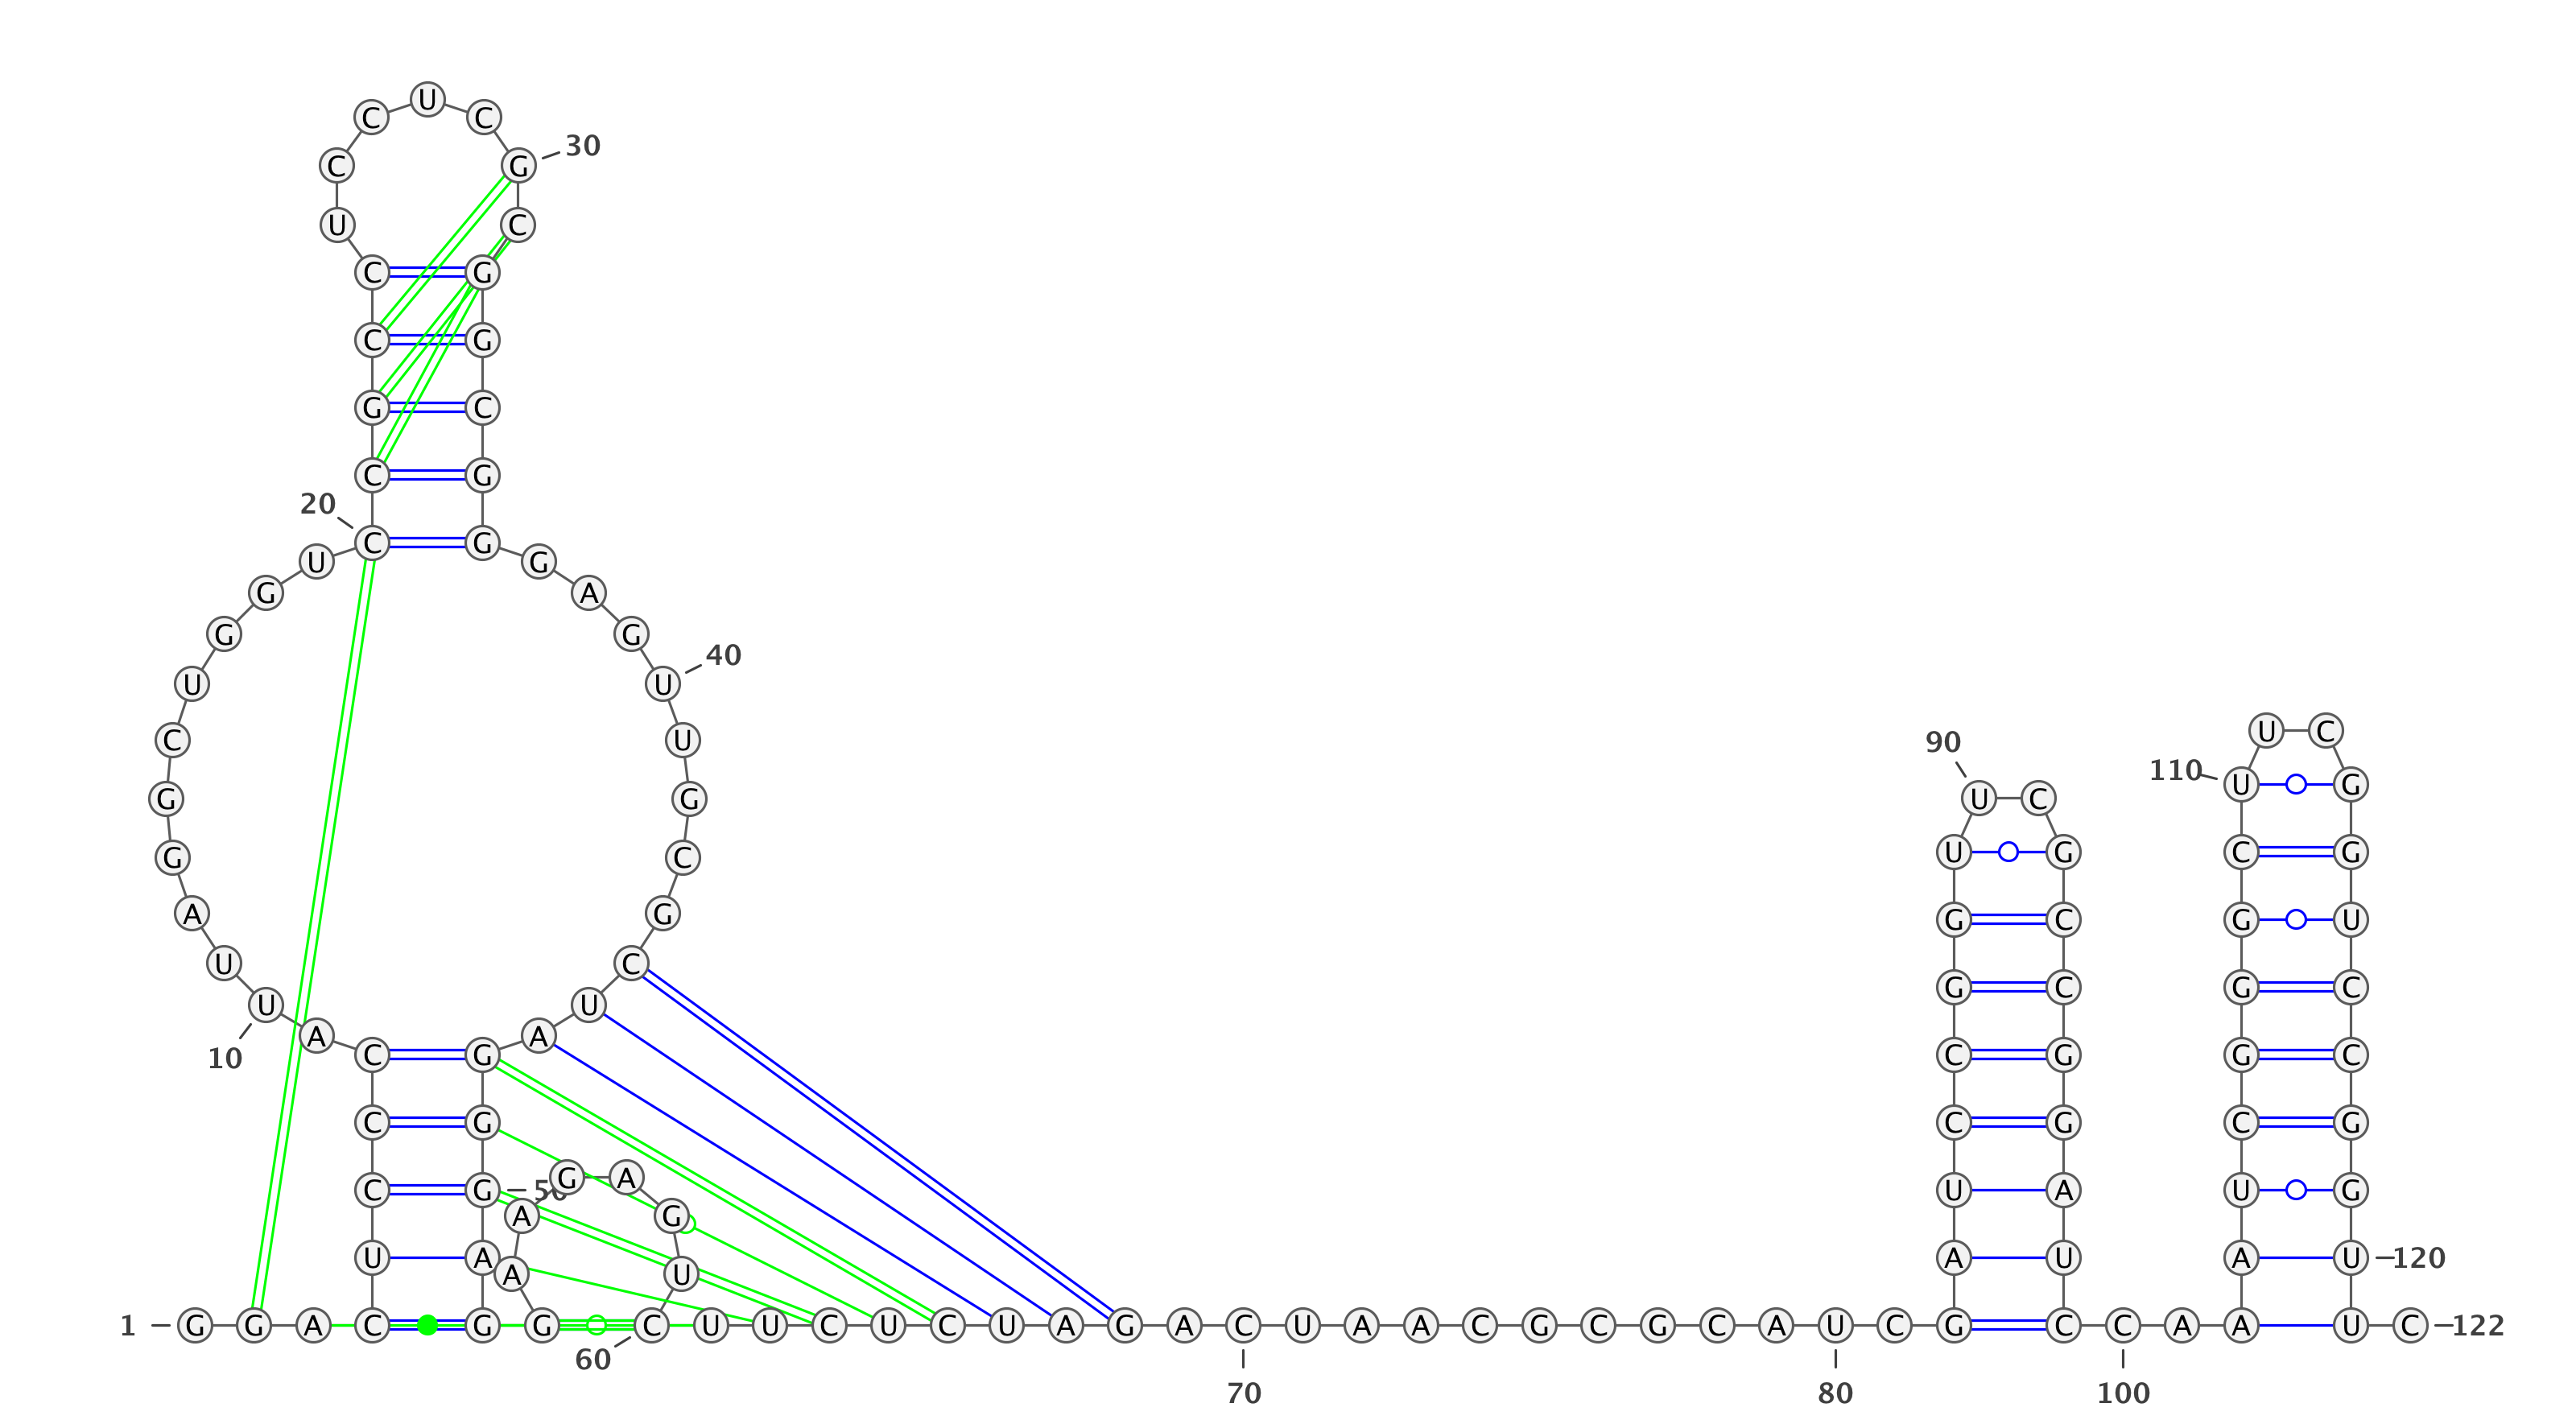 U
C C
30
C G
U C
C G
C G
G C
C G
20
C G
U G
G A
G G
40
U U
U C
C U 90
110
U G
G G U C
U G C G
G C
A G
G C G U
U C
G C G C
U U
A A
C G C G G C
10
C G C G C G
G A
C G 50 U A U G
A G
U A A U A U 120
A U
1 G G A C G G C U U C U C U A G A C U A A C G C G C A U C G C C A A U C 122
60
70 80 100